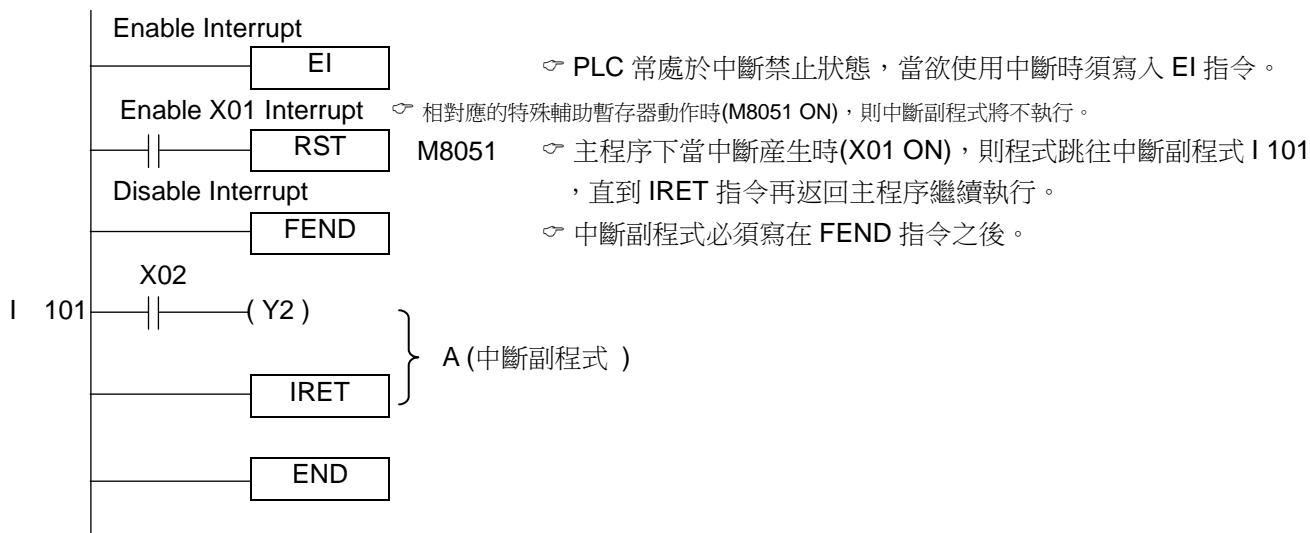 Enable Interrupt
EI ☞ PLC 常處於中斷禁止狀態，當欲使用中斷時須寫入 EI 指令。
Enable X01 Interrupt ☞ 相對應的特殊輔助暫存器動作時(M8051 ON)，則中斷副程式將不執行。
RST M8051 ☞ 主程序下當中斷産生時(X01 ON)，則程式跳往中斷副程式 I 101
Disable Interrupt ，直到 IRET 指令再返回主程序繼續執行。
FEND ☞ 中斷副程式必須寫在 FEND 指令之後。
X02
I 101 ( Y2 )
A (中斷副程式 )
IRET
END